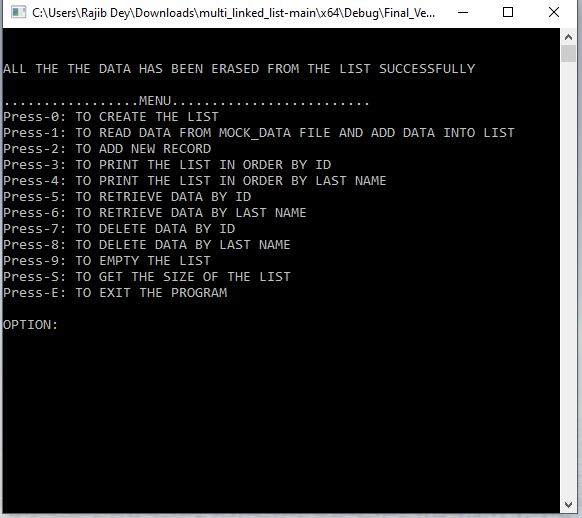 C:\Users\Rajib Dey\Downloads\multi_linked_list-main\x64\Debug\Final_Ve...
ALL THE THE DATA HAS BEEN ERASED FROM THE LIST SUCCESSFULLY
.................MENU.........................
Press-0: TO CREATE THE LIST
Press-1: TO READ DATA FROM MOCK_DATA FILE AND ADD DATA INTO LIST
Press-2: TO ADD NEW RECORD
Press-3: TO PRINT THE LIST IN ORDER BY ID
Press-4: TO PRINT THE LIST IN ORDER BY LAST NAME
Press-5: TO RETRIEVE DATA BY ID
Press-6: TO RETRIEVE DATA BY LAST NAME
Press-7: TO DELETE DATA BY ID
Press-8: TO DELETE DATA BY LAST NAME
Press-9: TO EMPTY THE LIST
Press-S: TO GET THE SIZE OF THE LIST
Press-E: TO EXIT THE PROGRAM
OPTION: